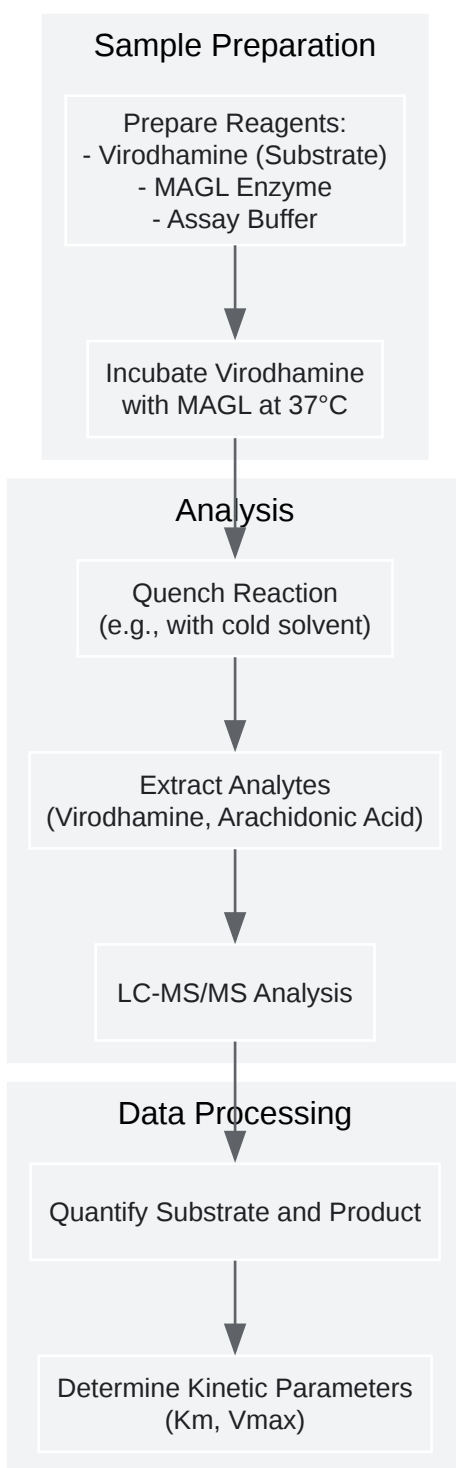 Sample Preparation
Prepare Reagents:
- Virodhamine (Substrate)
- MAGL Enzyme
- Assay Buffer
Incubate Virodhamine
with MAGL at 37°C
Analysis
Quench Reaction
(e.g., with cold solvent)
Extract Analytes
(Virodhamine, Arachidonic Acid)
LC-MS/MS Analysis
Data Processing
Quantify Substrate and Product
Determine Kinetic Parameters
(Km, Vmax)